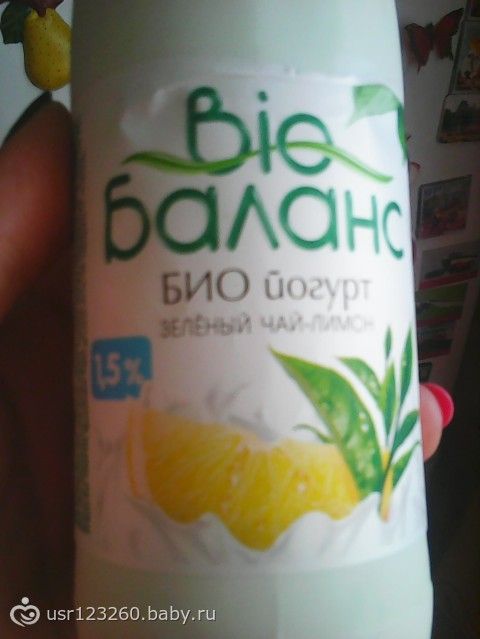 Bio
баланс
БИО йогурт
ЗЕЛЁНЫЙ ЧАЙ-ЛИМОН
1,5%
usr123260.baby.ru